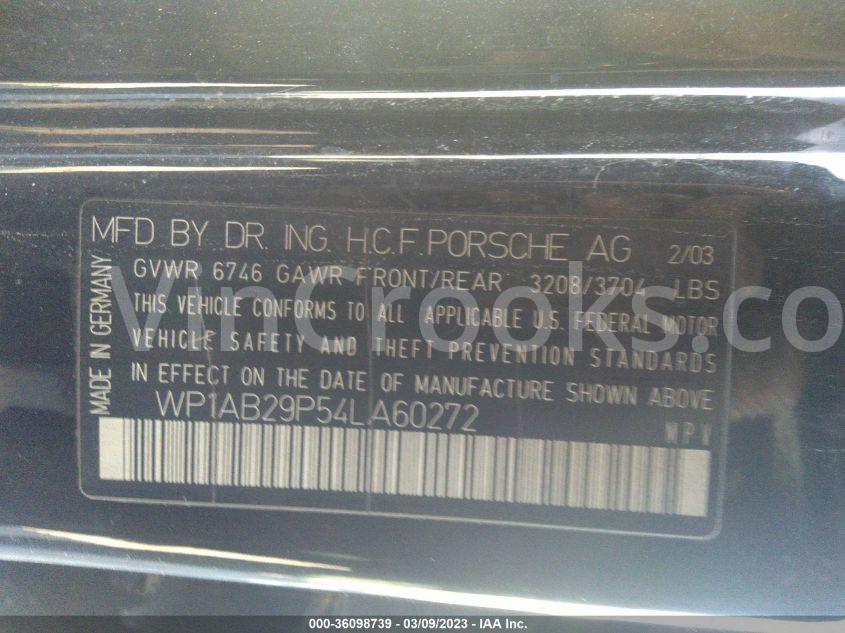 MFD BY DR. ING. H.C.F. PORSCHE AG 2/03
GVWR 6746 GAWR FRONT/REAR 3208/3704 LBS
THIS VEHICLE CONFORMS TO ALL APPLICABLE U.S. FEDERAL MOTOR
VEHICLE SAFETY AND THEFT PREVENTION STANDARDS
IN EFFECT ON THE DATE OF MANUFACTURE SHOWN ABOVE
WP1AB29P54LA60272
WPV
MADE IN GERMANY
VinCrooks.com
000-36098739 - 03/09/2023 - IAA Inc.